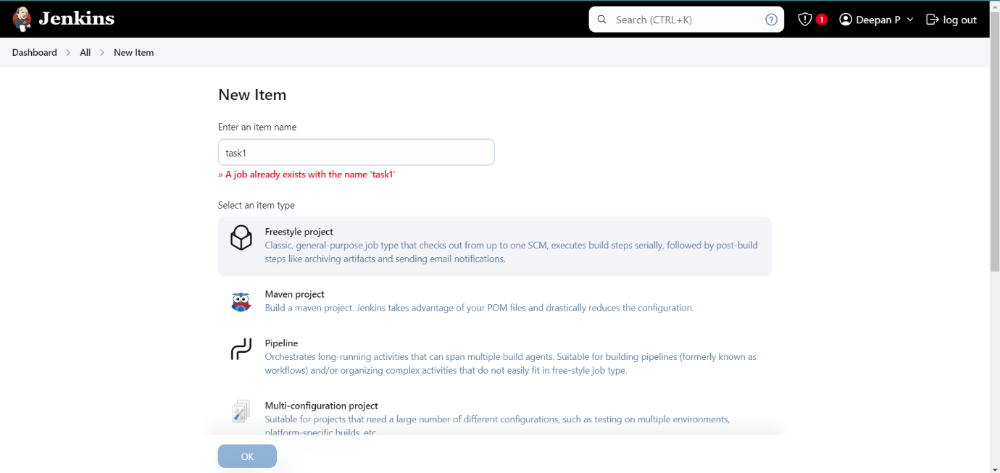 Jenkins
Search (CTRL+K)
1
Deepan P
log out
Dashboard
All
New Item
New Item
Enter an item name
task1
» A job already exists with the name ‘task1’
Select an item type
Freestyle project
Classic, general-purpose job type that checks out from up to one SCM, executes build steps serially, followed by post-build
steps like archiving artifacts and sending email notifications.
Maven project
Build a maven project. Jenkins takes advantage of your POM files and drastically reduces the configuration.
Pipeline
Orchestrates long-running activities that can span multiple build agents. Suitable for building pipelines (formerly known as
workflows) and/or organizing complex activities that do not easily fit in free-style job type.
Multi-configuration project
Suitable for projects that need a large number of different configurations, such as testing on multiple environments,
platform-specific builds, etc
OK